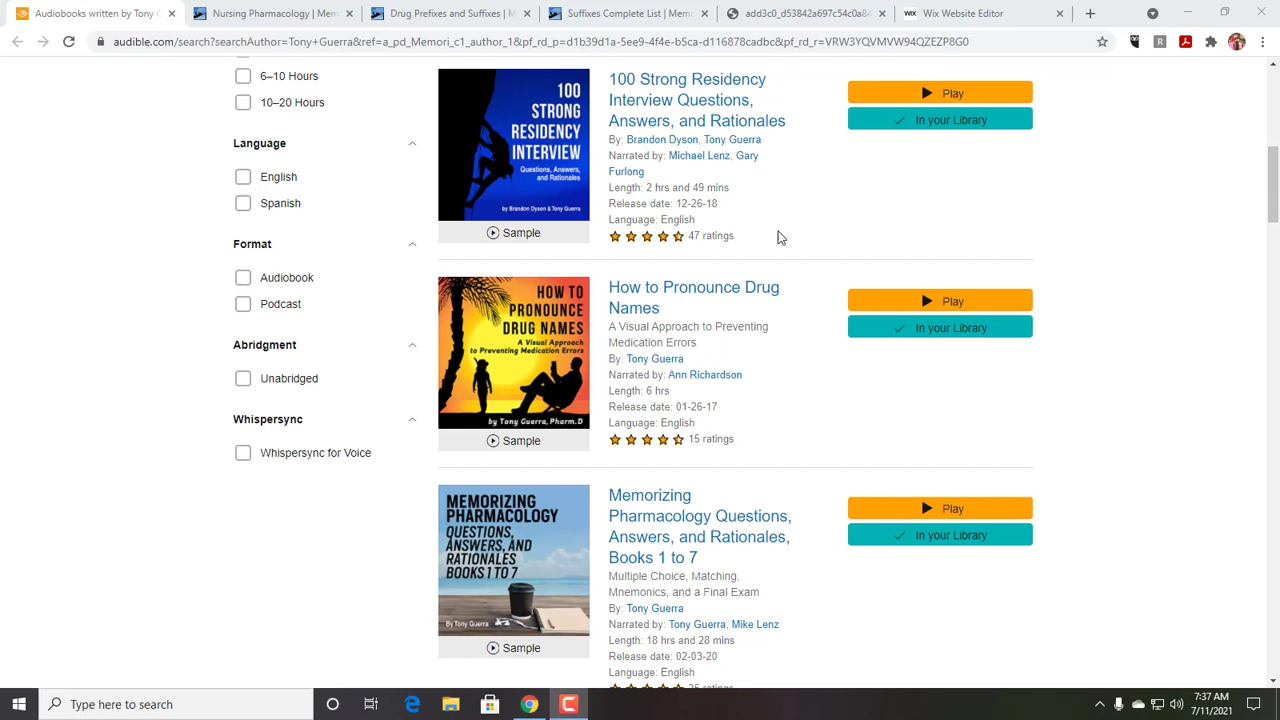 Audiobooks written by Tony G
Nursing Pharmacology | Mem
Drug Prefixes and Suffixes | M
Suffixes Complete List | Memo
add3c0_d53842a697c54c0a84
WiX Wix Website Editor
audible.com/search?searchAuthor=Tony+Guerra&ref=a_pd_Memori_c1_author_1&pf_rd_p=d1b39d1a-5ee9-4f4e-b5ca-d116878cadbc&pf_rd_r=VRW3YQVMVW94QZEZP8G0
6–10 Hours
10–20 Hours
Language
English
Spanish
Format
Audiobook
Podcast
Abridgment
Unabridged
Whispersync
Whispersync for Voice
100
STRONG
RESIDENCY
INTERVIEW
Questions, Answers,
and Rationales
by Brandon Dyson & Tony Guerra
Sample
100 Strong Residency
Interview Questions,
Answers, and Rationales
By: Brandon Dyson, Tony Guerra
Narrated by: Michael Lenz, Gary
Furlong
Length: 2 hrs and 49 mins
Release date: 12-26-18
Language: English
47 ratings
Play
In your Library
HOW TO
PRONOUNCE
DRUG NAMES
A Visual Approach
to Preventing Medication Errors
by Tony Guerra, Pharm.D
Sample
How to Pronounce Drug
Names
A Visual Approach to Preventing
Medication Errors
By: Tony Guerra
Narrated by: Ann Richardson
Length: 6 hrs
Release date: 01-26-17
Language: English
15 ratings
Play
In your Library
MEMORIZING
PHARMACOLOGY
QUESTIONS,
ANSWERS, AND
RATIONALES
BOOKS 1 TO 7
By Tony Guerra
Sample
Memorizing
Pharmacology Questions,
Answers, and Rationales,
Books 1 to 7
Multiple Choice, Matching,
Mnemonics, and a Final Exam
By: Tony Guerra
Narrated by: Tony Guerra, Mike Lenz
Length: 18 hrs and 28 mins
Release date: 02-03-20
Language: English
Play
In your Library
Type here to search
7:37 AM
7/11/2021